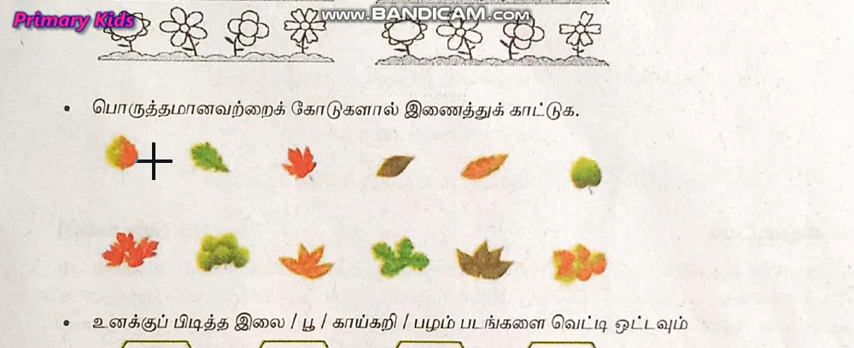 Primary Kids
www.BANDICAM.com
• பொருத்தமானவற்றைக் கோடுகளால் இணைத்துக் காட்டுக.
• உனக்குப் பிடித்த இலை / பூ / காய்கறி / பழம் படங்களை வெட்டி ஒட்டவும்